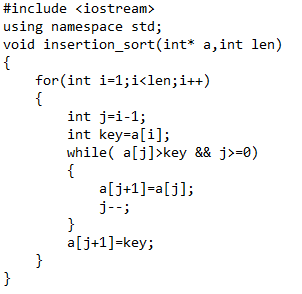 #include <iostream>
using namespace std;
void insertion_sort(int* a,int len)
{
    for(int i=1;i<len;i++)
    {
        int j=i-1;
        int key=a[i];
        while( a[j]>key && j>=0)
        {
            a[j+1]=a[j];
            j--;
        }
        a[j+1]=key;
    }
}